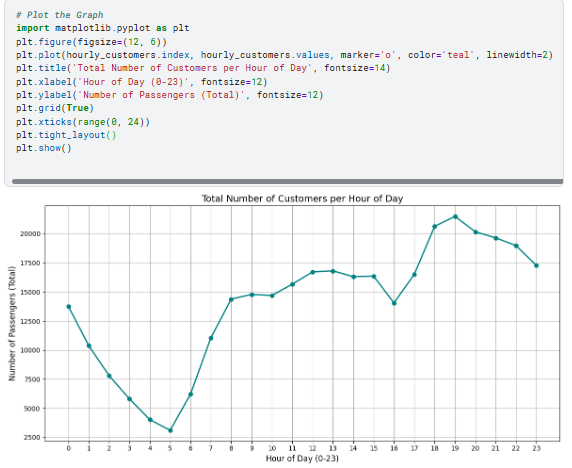 # Plot the Graph
import matplotlib.pyplot as plt
plt.figure(figsize=(12, 6))
plt.plot(hourly_customers.index, hourly_customers.values, marker='o', color='teal', linewidth=2)
plt.title('Total Number of Customers per Hour of Day', fontsize=14)
plt.xlabel('Hour of Day (0-23)', fontsize=12)
plt.ylabel('Number of Passengers (Total)', fontsize=12)
plt.grid(True)
plt.xticks(range(0, 24))
plt.tight_layout()
plt.show()
Total Number of Customers per Hour of Day
Number of Passengers (Total)
20000
17500
15000
12500
10000
7500
5000
2500
0 1 2 3 4 5 6 7 8 9 10 11 12 13 14 15 16 17 18 19 20 21 22 23
Hour of Day (0-23)